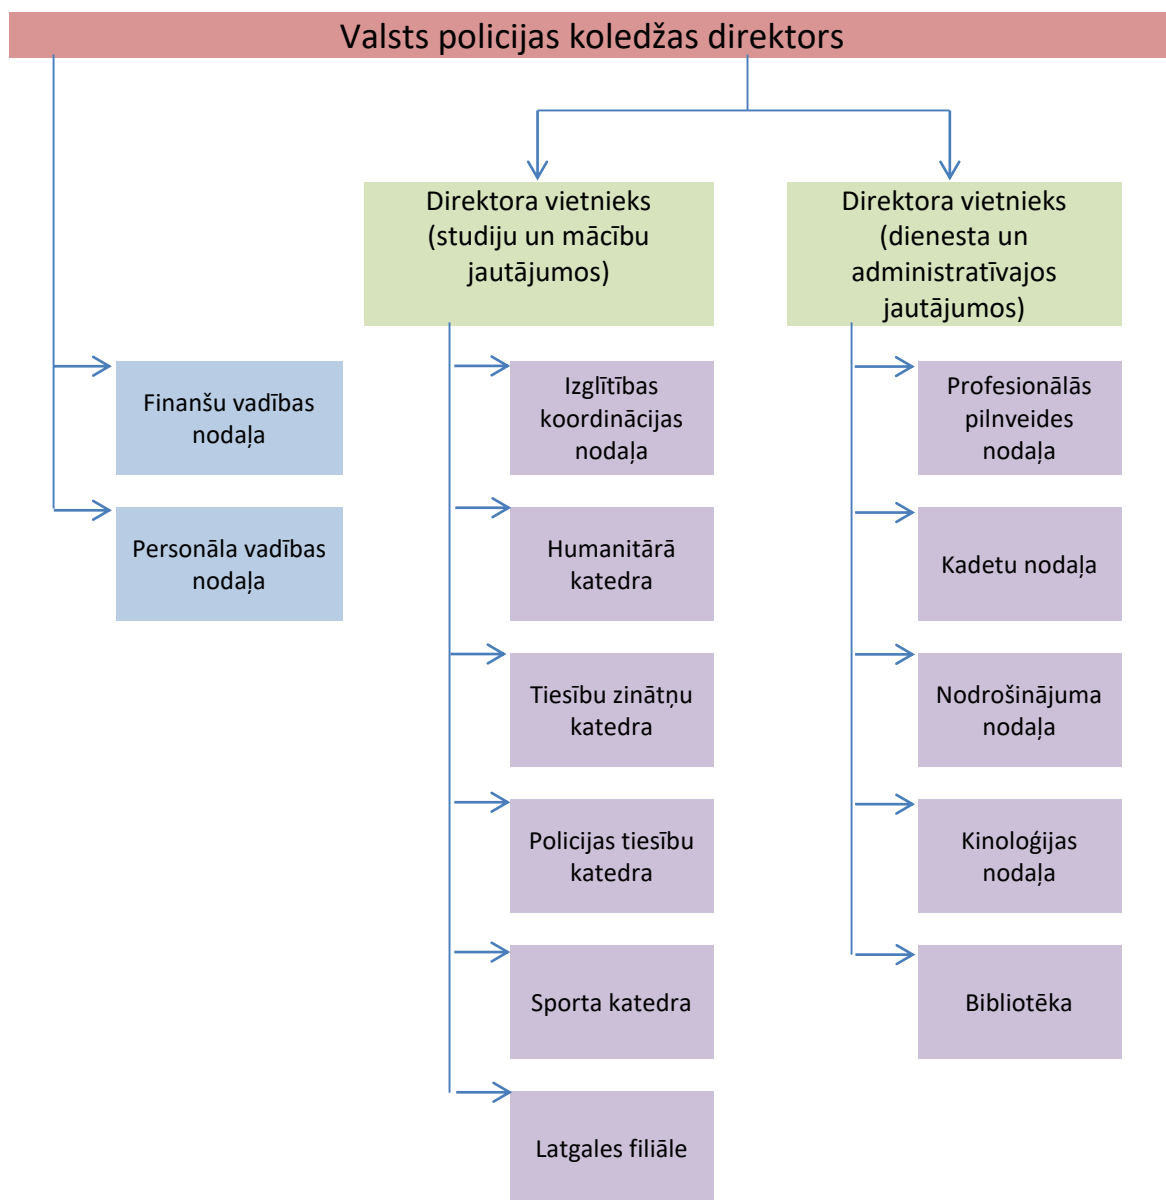 Valsts policijas koledžas direktors
Direktora vietnieks
(studiju un mācību
jautājumos)
Direktora vietnieks
(dienesta un
administratīvajos
jautājumos)
Finanšu vadības
nodaļa
Personāla vadības
nodaļa
Izglītības
koordinācijas
nodaļa
Humanitārā
katedra
Tiesību zinātņu
katedra
Policijas tiesību
katedra
Sporta katedra
Latgales filiāle
Profesionālās
pilnveides
nodaļa
Kadetu nodaļa
Nodrošinājuma
nodaļa
Kinoloģijas
nodaļa
Bibliotēka